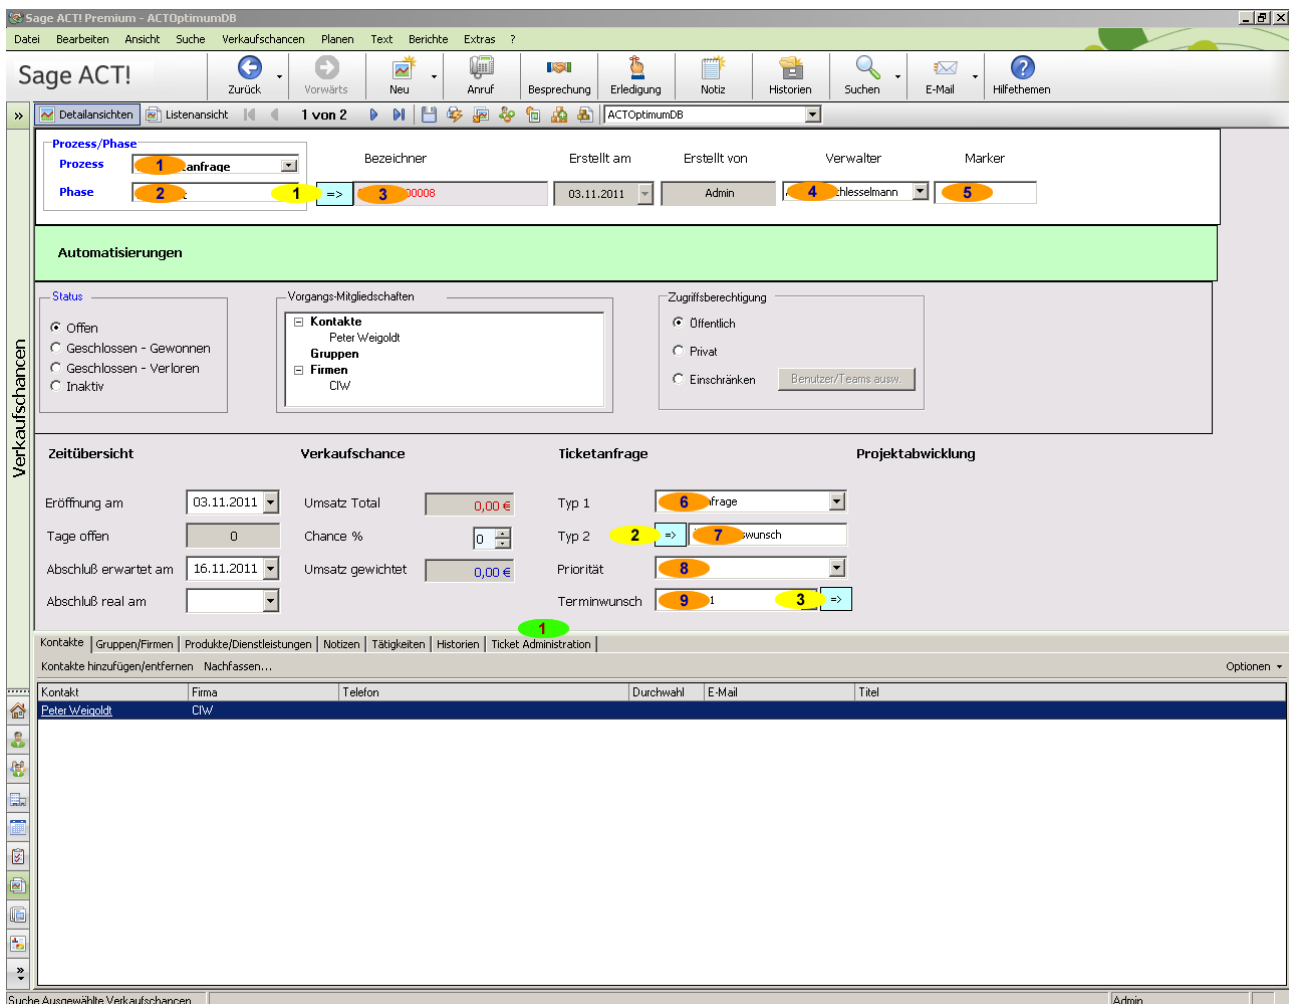 Sage ACT! Premium - ACTOptimumDB
Datei Bearbeiten Ansicht Suche Verkaufschancen Planen Text Berichte Extras ?
Sage ACT!
Zurück Vorwärts Neu Anruf Besprechung Erledigung Notiz Historien Suchen E-Mail Hilfethemen
» Detailansichten Listenansicht 1 von 2 ACTOptimumDB
Verkaufschancen
Prozess/Phase
Prozess 1 anfrage
Bezeichner Erstellt am Erstellt von Verwalter Marker
Phase 2 1 => 3 00008 03.11.2011 Admin 4 chlesselmann 5
Automatisierungen
Status
Offen
Geschlossen - Gewonnen
Geschlossen - Verloren
Inaktiv
Vorgangs-Mitgliedschaften
Kontakte
Peter Weigoldt
Gruppen
Firmen
CIW
Zugriffsberechtigung
Öffentlich
Privat
Einschränken Benutzer/Teams ausw.
Zeitübersicht Verkaufschance Ticketanfrage Projektabwicklung
Eröffnung am 03.11.2011 Umsatz Total 0,00 € Typ 1 6 frage
Tage offen 0 Chance % 0 Typ 2 2 => 7 swunsch
Abschluß erwartet am 16.11.2011 Umsatz gewichtet 0,00 € Priorität 8
Abschluß real am Terminwunsch 9 1 3 =>
1
Kontakte Gruppen/Firmen Produkte/Dienstleistungen Notizen Tätigkeiten Historien Ticket Administration
Kontakte hinzufügen/entfernen Nachfassen... Optionen
Kontakt Firma Telefon Durchwahl E-Mail Titel
Peter Weigoldt CIW
Suche Ausgewählte Verkaufschancen Admin